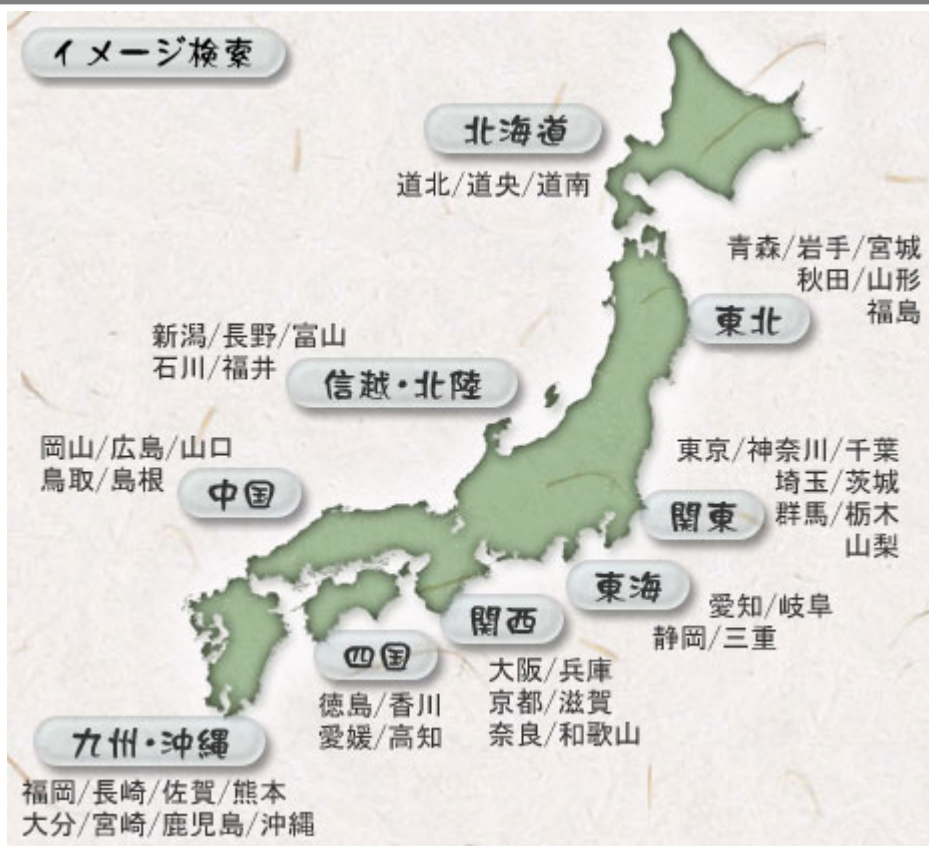 イメージ検索
北海道
道北/道央/道南
青森/岩手/宮城
秋田/山形
福島
東北
新潟/長野/富山
石川/福井
信越・北陸
岡山/広島/山口
鳥取/島根
中国
東京/神奈川/千葉
埼玉/茨城
群馬/栃木
山梨
関東
東海
愛知/岐阜
静岡/三重
関西
大阪/兵庫
京都/滋賀
奈良/和歌山
四国
徳島/香川
愛媛/高知
九州・沖縄
福岡/長崎/佐賀/熊本
大分/宮崎/鹿児島/沖縄